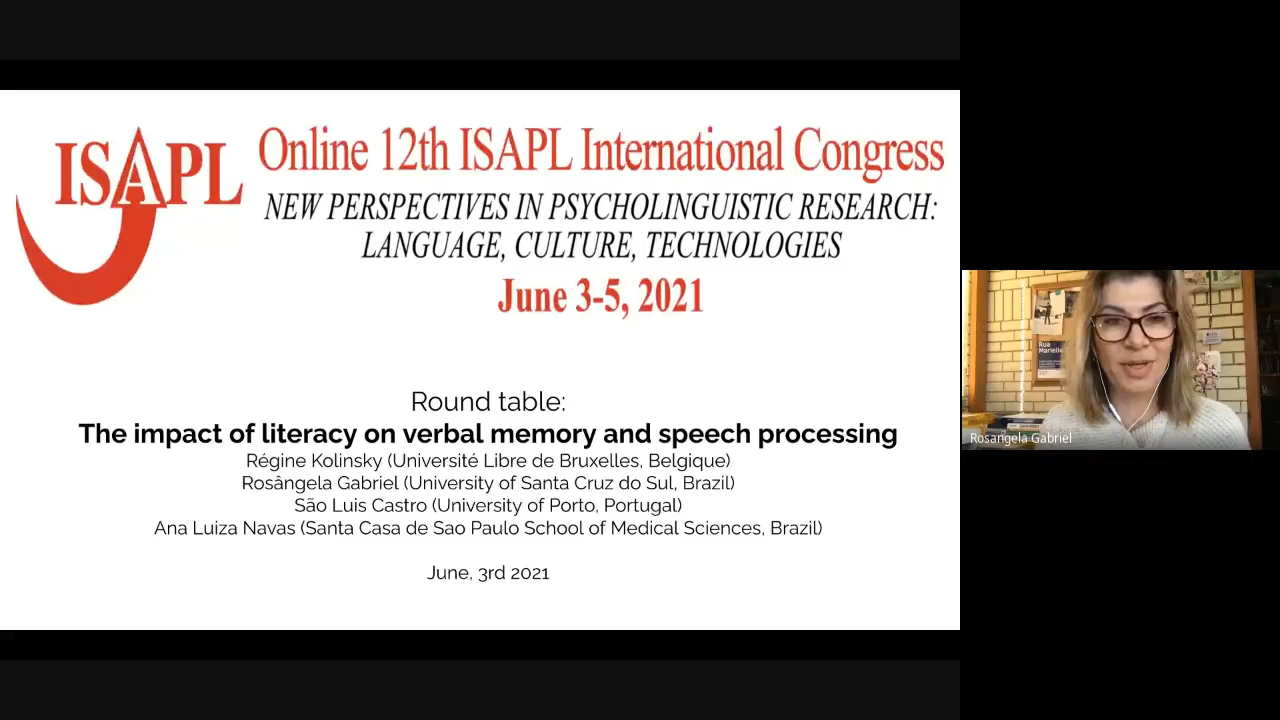 ISAPL
Online 12th ISAPL International Congress
NEW PERSPECTIVES IN PSYCHOLINGUISTIC RESEARCH:
LANGUAGE, CULTURE, TECHNOLOGIES
June 3-5, 2021
Round table:
The impact of literacy on verbal memory and speech processing
Régine Kolinsky (Université Libre de Bruxelles, Belgique)
Rosângela Gabriel (University of Santa Cruz do Sul, Brazil)
São Luis Castro (University of Porto, Portugal)
Ana Luiza Navas (Santa Casa de Sao Paulo School of Medical Sciences, Brazil)
June, 3rd 2021
Rua
Marielle
Rosangela Gabriel